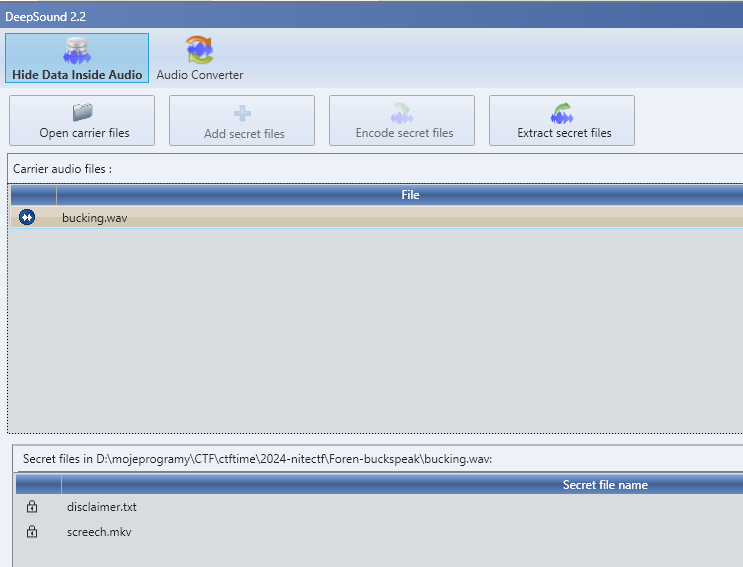 DeepSound 2.2
Hide Data Inside Audio Audio Converter
Open carrier files Add secret files Encode secret files Extract secret files
Carrier audio files :
File
bucking.wav
Secret files in D:\mojeprogramy\CTF\ctftime\2024-nitectf\Foren-buckspeak\bucking.wav:
Secret file name
disclaimer.txt
screech.mkv